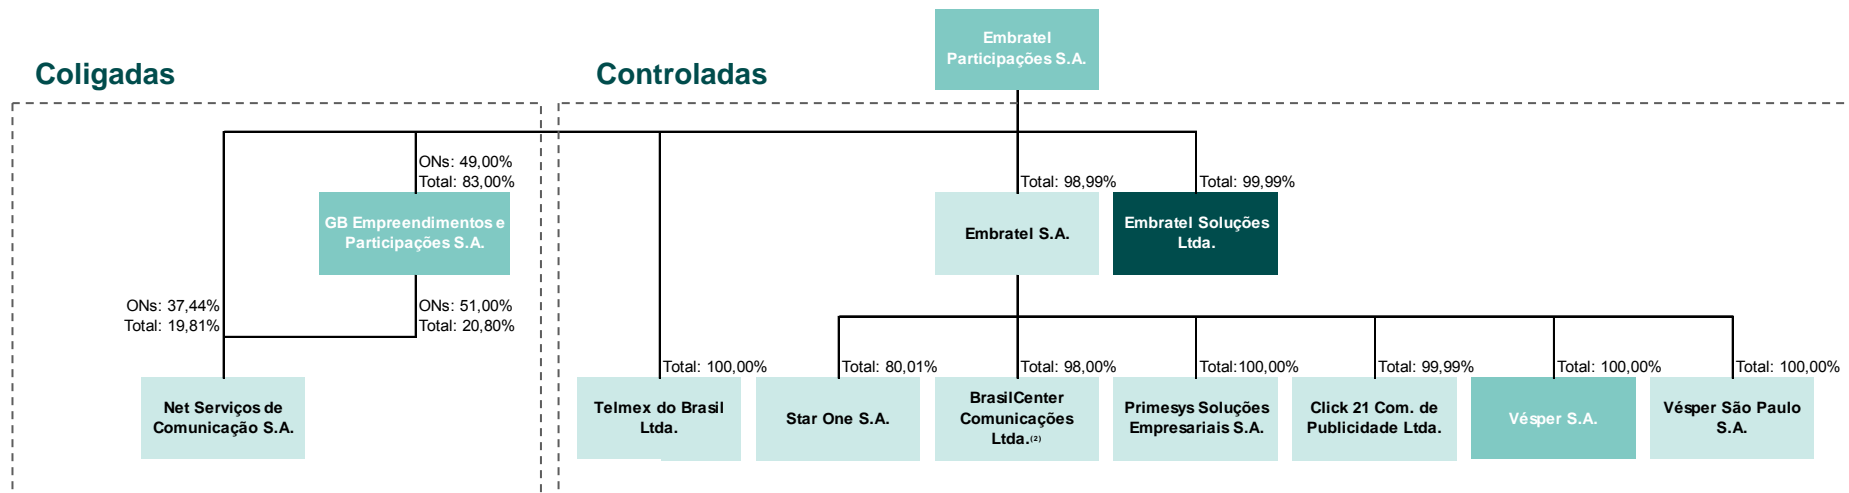 Embratel
Participações S.A.
Coligadas
Controladas
ONs: 49,00%
Total: 83,00%
Total: 98,99%
Total: 99,99%
GB Empreendimentos e
Participações S.A.
Embratel S.A.
Embratel Soluções
Ltda.
ONs: 37,44%
Total: 19,81%
ONs: 51,00%
Total: 20,80%
Total: 100,00%
Total: 80,01%
Total: 98,00%
Total:100,00%
Total: 99,99%
Total: 100,00%
Total: 100,00%
Net Serviços de
Comunicação S.A.
Telmex do Brasil
Ltda.
Star One S.A.
BrasilCenter
Comunicações
Ltda.(2)
Primesys Soluções
Empresariais S.A.
Click 21 Com. de
Publicidade Ltda.
Vésper S.A.
Vésper São Paulo
S.A.